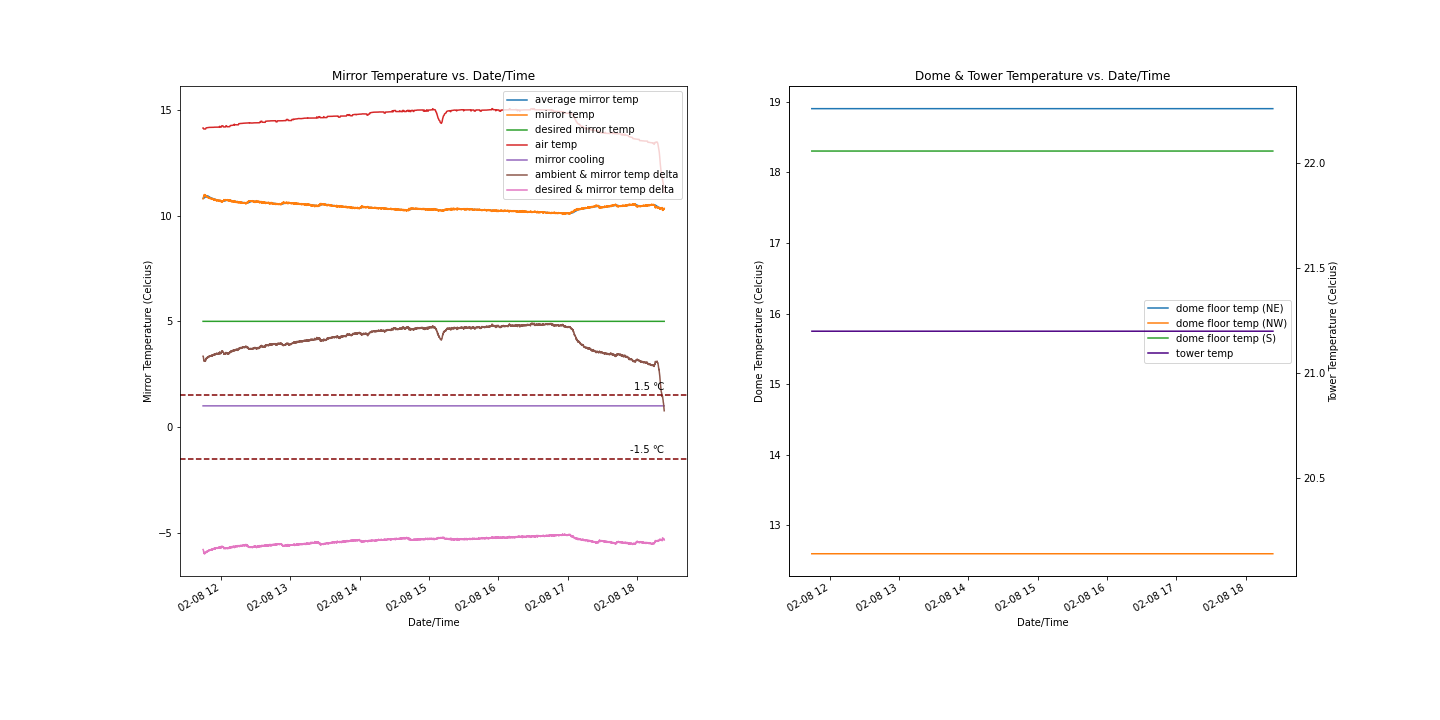 Mirror Temperature vs. Date/Time
Mirror Temperature (Celcius)
15
10
5
0
−5
average mirror temp
mirror temp
desired mirror temp
air temp
mirror cooling
ambient & mirror temp delta
desired & mirror temp delta
1.5 °C
-1.5 °C
02-08 12
02-08 13
02-08 14
02-08 15
02-08 16
02-08 17
02-08 18
Date/Time
Dome & Tower Temperature vs. Date/Time
Dome Temperature (Celcius)
19
18
17
16
15
14
13
dome floor temp (NE)
dome floor temp (NW)
dome floor temp (S)
tower temp
22.0
21.5
21.0
20.5
Tower Temperature (Celcius)
02-08 12
02-08 13
02-08 14
02-08 15
02-08 16
02-08 17
02-08 18
Date/Time